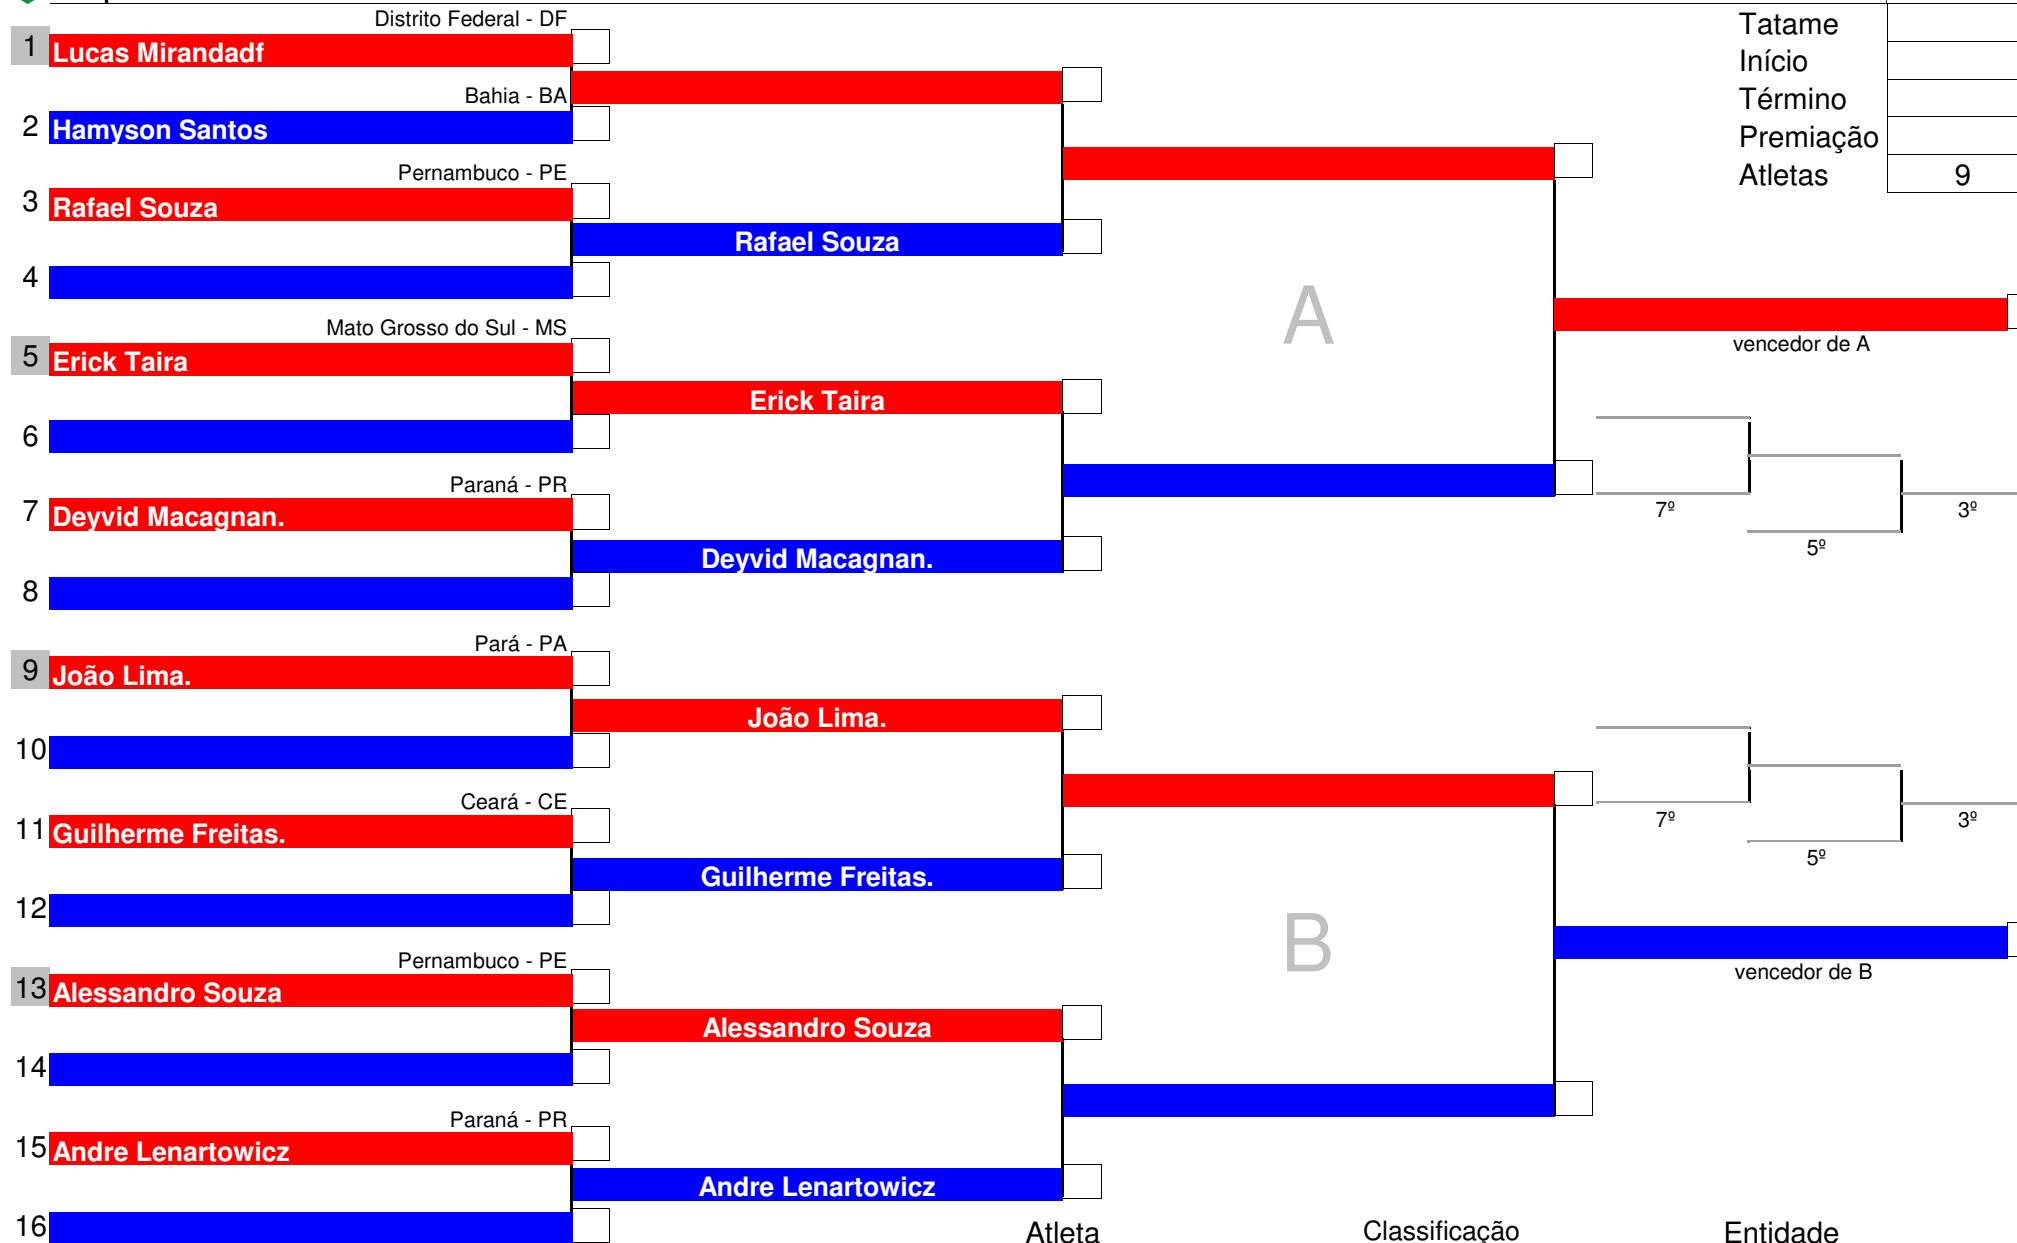 Distrito Federal - DF
1 Lucas Mirandadf
Bahia - BA
2 Hamyson Santos
Pernambuco - PE
3 Rafael Souza
Rafael Souza
4
Mato Grosso do Sul - MS
5 Erick Taira
Erick Taira
6
Paraná - PR
7 Deyvid Macagnan.
Deyvid Macagnan.
8
Pará - PA
9 João Lima.
João Lima.
10
Ceará - CE
11 Guilherme Freitas.
Guilherme Freitas.
12
Pernambuco - PE
13 Alessandro Souza
Alessandro Souza
14
Paraná - PR
15 Andre Lenartowicz
Andre Lenartowicz
16
A
B
Tatame
Início
Término
Premiação
Atletas 9
vencedor de A
7º
3º
5º
7º
3º
5º
vencedor de B
Atleta Classificação Entidade